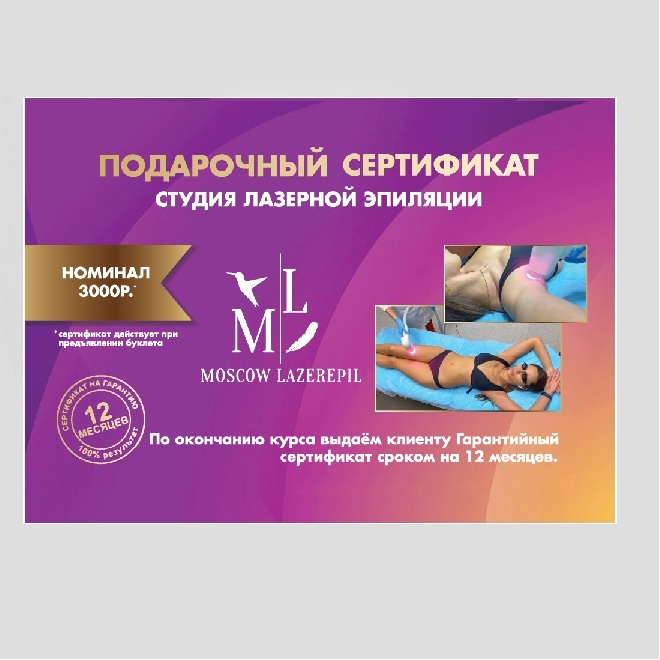 ПОДАРОЧНЫЙ СЕРТИФИКАТ
СТУДИЯ ЛАЗЕРНОЙ ЭПИЛЯЦИИ
НОМИНАЛ
3000Р.*
*сертификат действует при
предъявлении буклета
M L
MOSCOW LAZEREPIL
СЕРТИФИКАТ НА ГАРАНТИЮ
12
МЕСЯЦЕВ
100% результат
По окончанию курса выдаём клиенту Гарантийный
сертификат сроком на 12 месяцев.